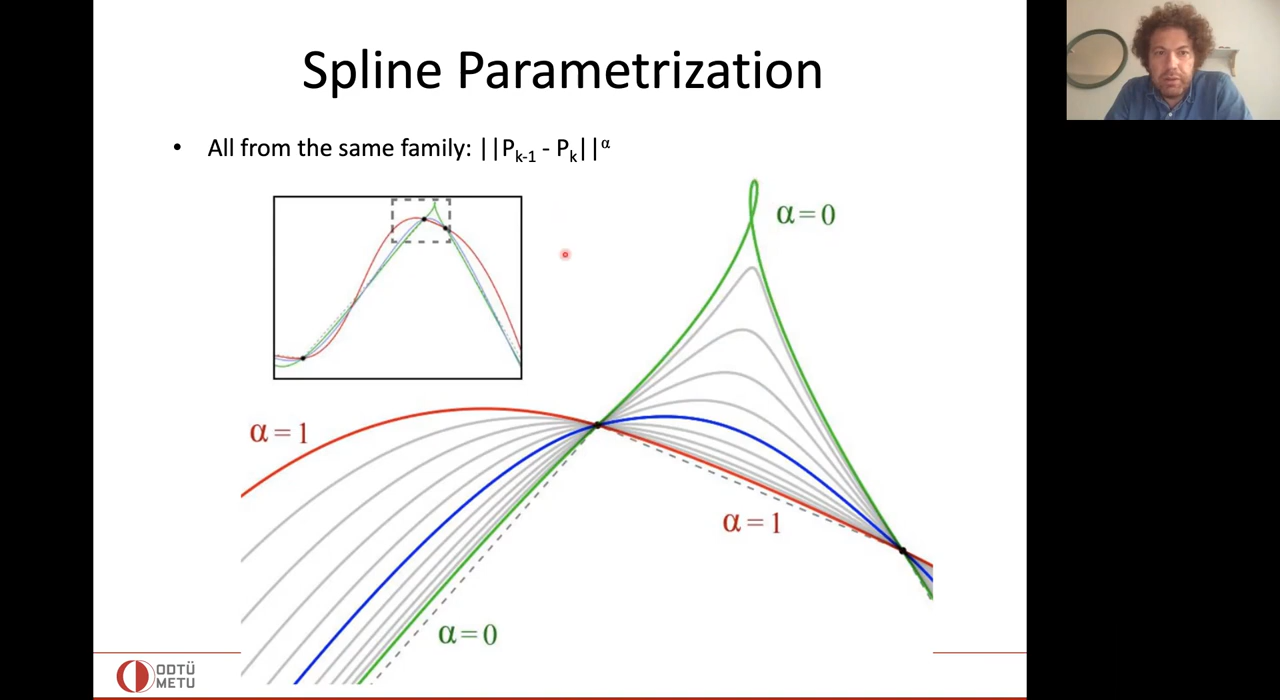 Spline Parametrization
• All from the same family: ||Pₖ₋₁ - Pₖ||ᵅ
α=0
α=1
α=1
α=0
ODTÜ
METU